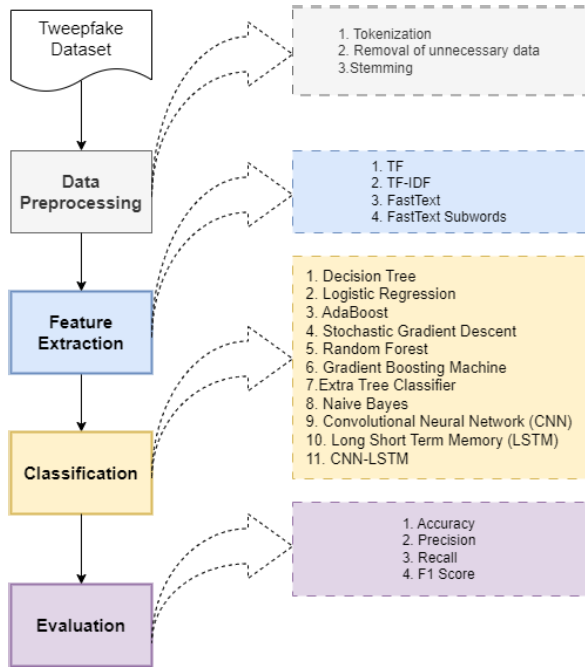 Tweepfake
Dataset
1. Tokenization
2. Removal of unnecessary data
3.Stemming
Data
Preprocessing
1. TF
2. TF-IDF
3. FastText
4. FastText Subwords
Feature
Extraction
1. Decision Tree
2. Logistic Regression
3. AdaBoost
4. Stochastic Gradient Descent
5. Random Forest
6. Gradient Boosting Machine
7.Extra Tree Classifier
8. Naive Bayes
9. Convolutional Neural Network (CNN)
10. Long Short Term Memory (LSTM)
11. CNN-LSTM
Classification
1. Accuracy
2. Precision
3. Recall
4. F1 Score
Evaluation